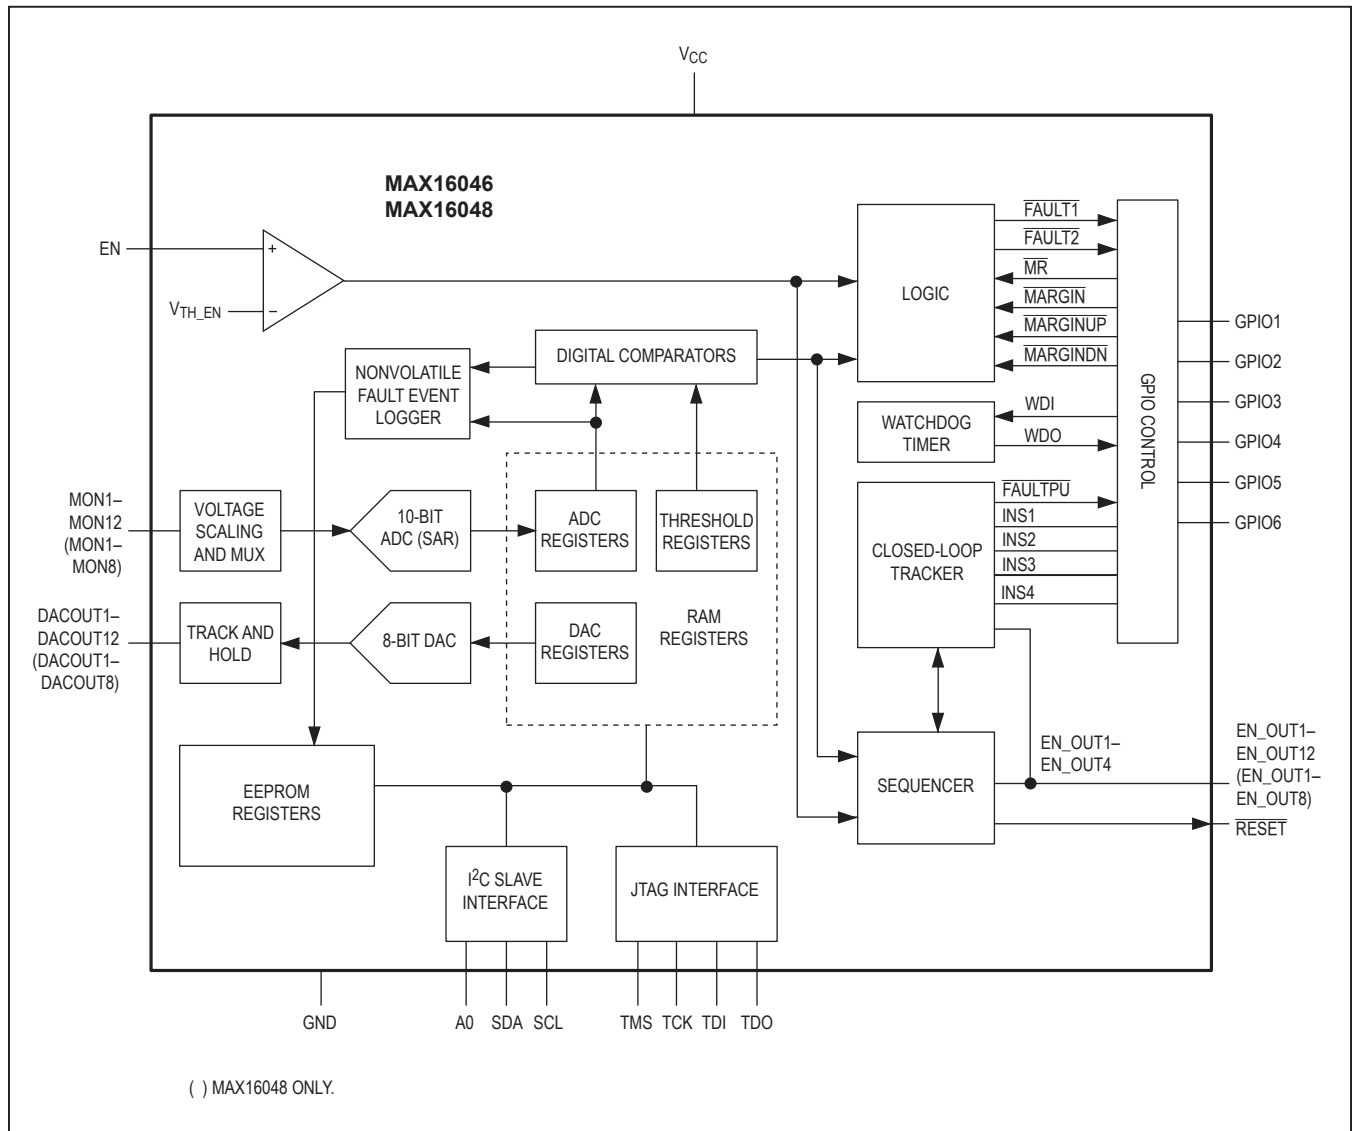 VCC
MAX16046
MAX16048
EN
+
VTH_EN
−
LOGIC
FAULT1
FAULT2
MR
MARGIN
MARGINUP
MARGINDN
GPIO CONTROL
GPIO1
GPIO2
GPIO3
GPIO4
GPIO5
GPIO6
DIGITAL COMPARATORS
NONVOLATILE
FAULT EVENT
LOGGER
WATCHDOG
TIMER
WDI
WDO
MON1–
MON12
(MON1–
MON8)
VOLTAGE
SCALING
AND MUX
10-BIT
ADC (SAR)
ADC
REGISTERS
THRESHOLD
REGISTERS
CLOSED-LOOP
TRACKER
FAULTPU
INS1
INS2
INS3
INS4
DACOUT1–
DACOUT12
(DACOUT1–
DACOUT8)
TRACK AND
HOLD
8-BIT DAC
DAC
REGISTERS
RAM
REGISTERS
EEPROM
REGISTERS
SEQUENCER
EN_OUT1–
EN_OUT4
EN_OUT1–
EN_OUT12
(EN_OUT1–
EN_OUT8)
RESET
I2C SLAVE
INTERFACE
JTAG INTERFACE
GND
A0
SDA
SCL
TMS
TCK
TDI
TDO
( ) MAX16048 ONLY.